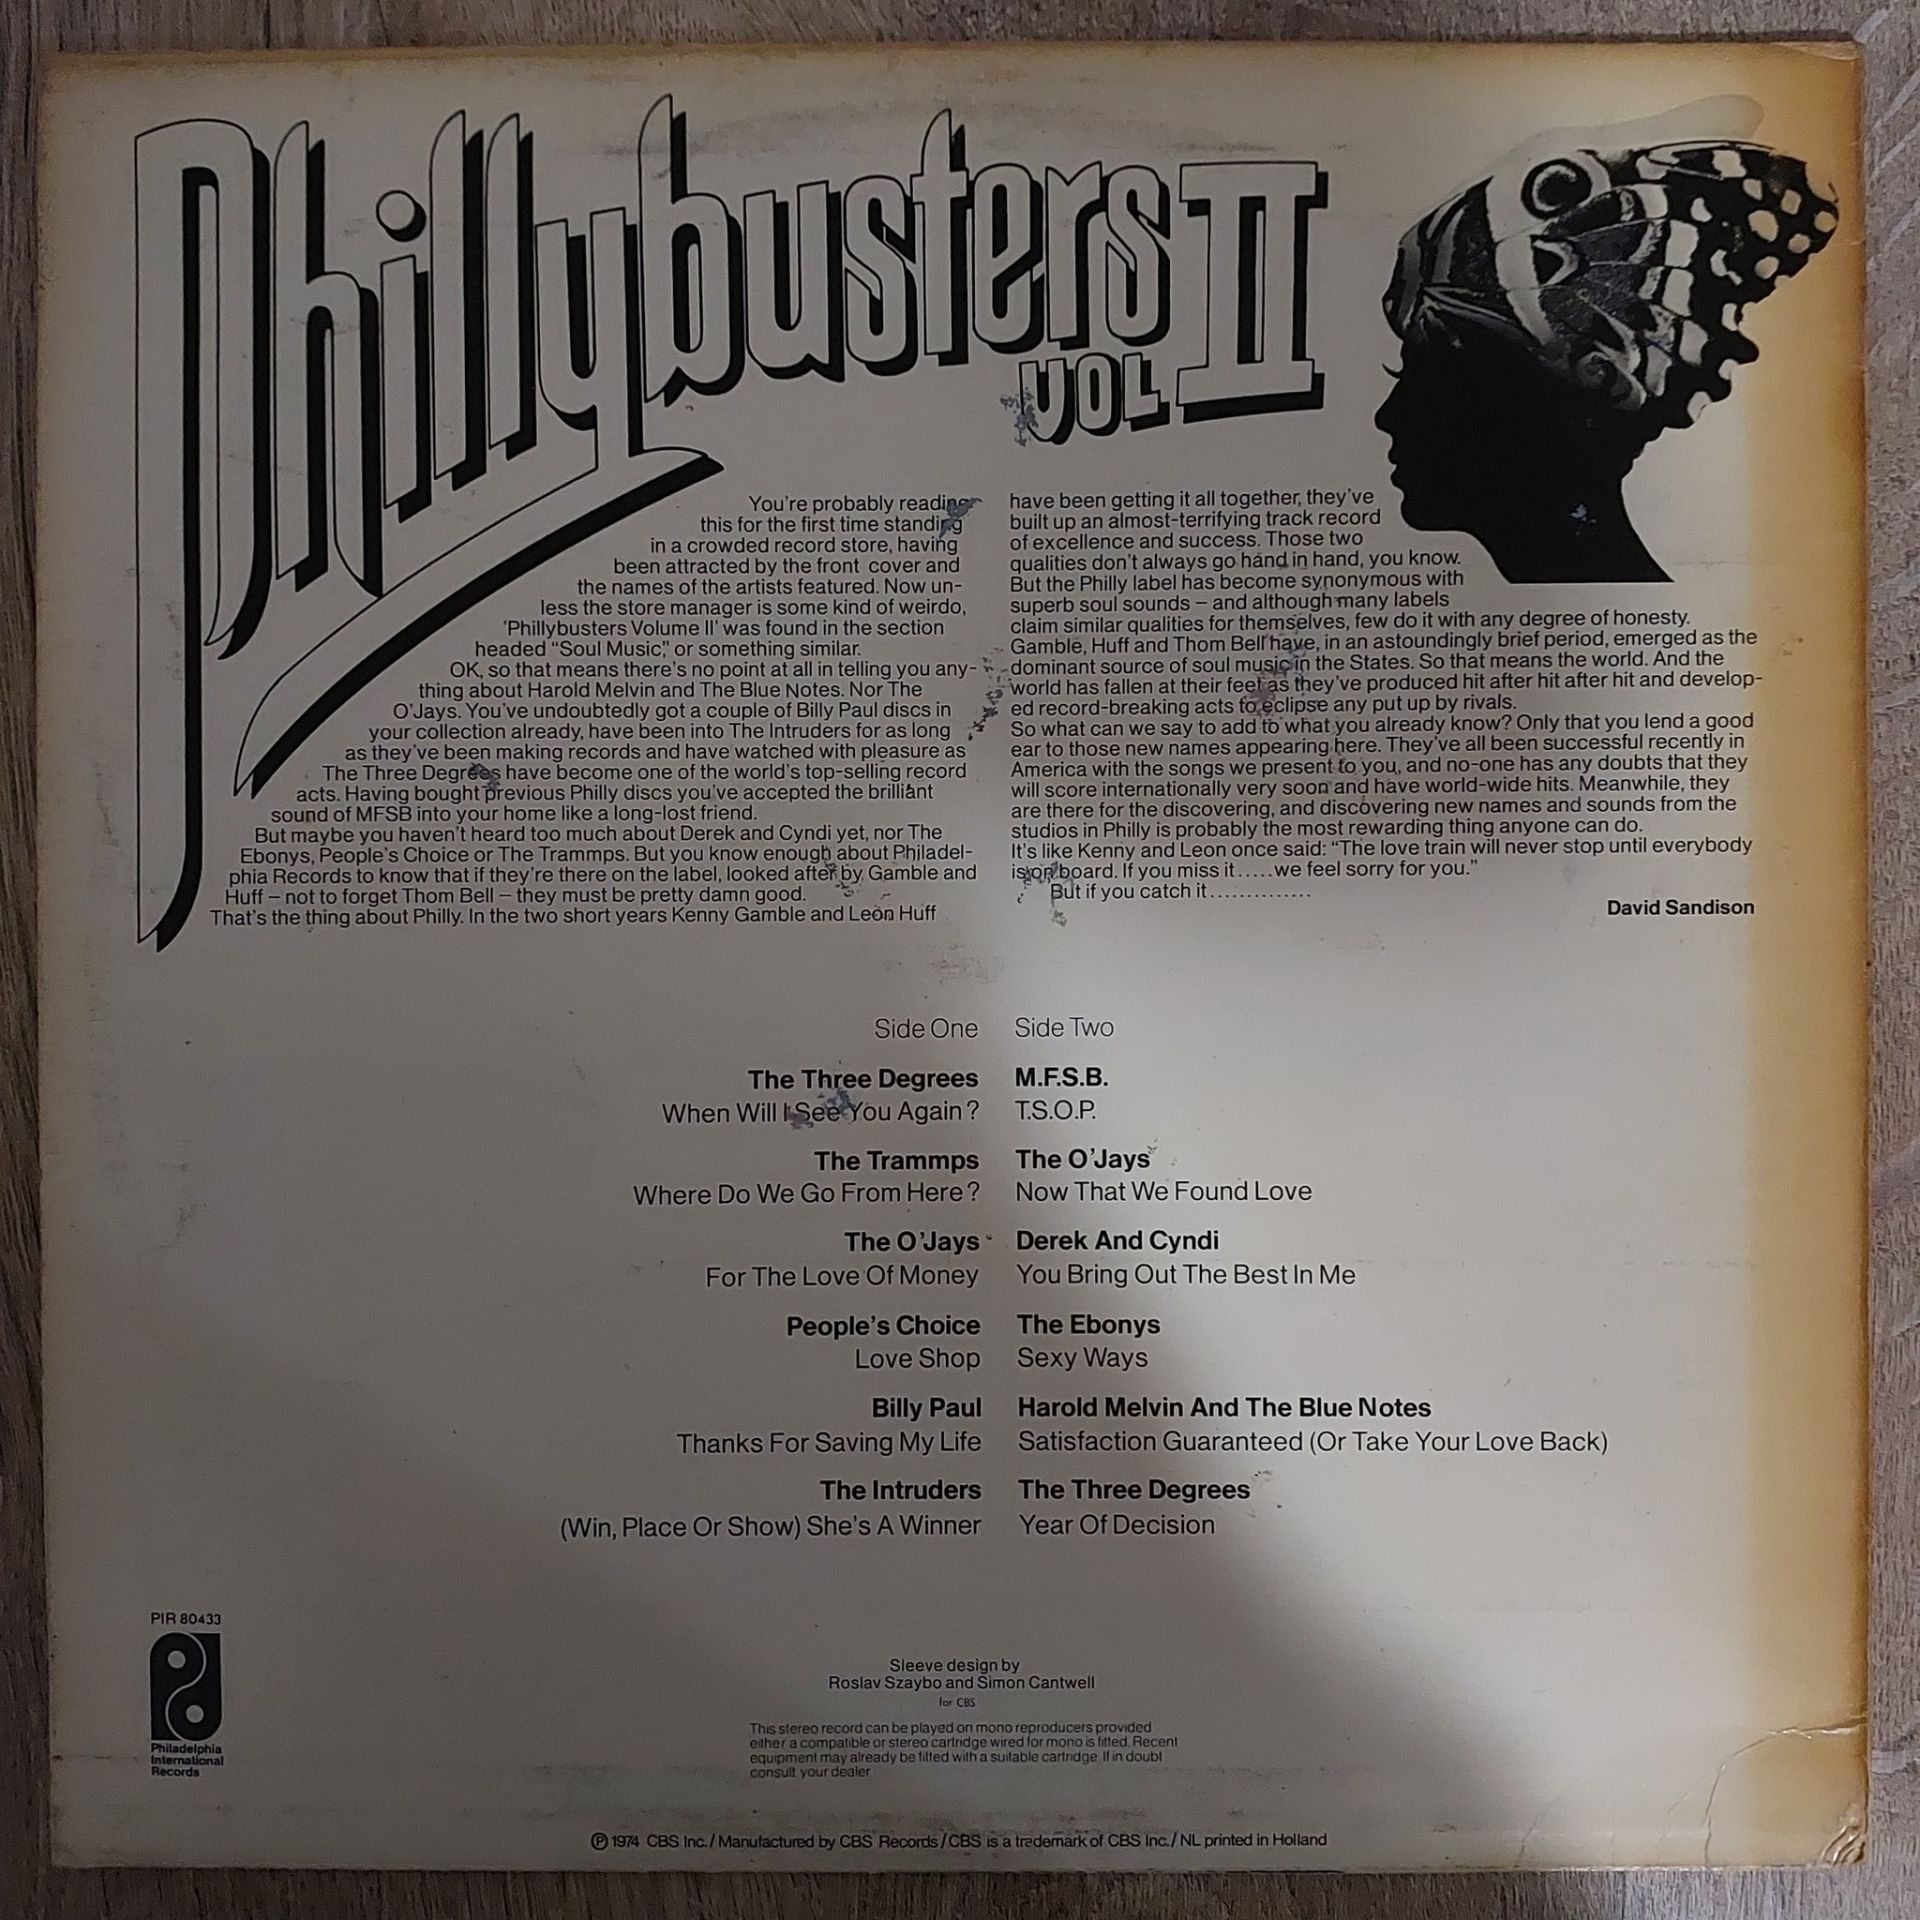 Phillybusters
VOL II
You're probably reading
this for the first time standing
in a crowded record store, having
been attracted by the front cover and
the names of the artists featured. Now un-
less the store manager is some kind of weirdo,
'Phillybusters Volume II' was found in the section
headed "Soul Music," or something similar.
OK, so that means there's no point at all in telling you any-
thing about Harold Melvin and The Blue Notes. Nor The
O'Jays. You've undoubtedly got a couple of Billy Paul discs in
your collection already, have been into The Intruders for as long
as they've been making records and have watched with pleasure as
The Three Degrees have become one of the world's top-selling record
acts. Having bought previous Philly discs you've accepted the brilliant
sound of MFSB into your home like a long-lost friend.
But maybe you haven't heard too much about Derek and Cyndi yet, nor The
Ebonys, People's Choice or The Trammps. But you know enough about Philadel-
phia Records to know that if they're there on the label, looked after by Gamble and
Huff – not to forget Thom Bell – they must be pretty damn good.
That's the thing about Philly. In the two short years Kenny Gamble and Leon Huff
have been getting it all together, they've
built up an almost-terrifying track record
of excellence and success. Those two
qualities don't always go hand in hand, you know.
But the Philly label has become synonymous with
superb soul sounds – and although many labels
claim similar qualities for themselves, few do it with any degree of honesty.
Gamble, Huff and Thom Bell have, in an astoundingly brief period, emerged as the
dominant source of soul music in the States. So that means the world. And the
world has fallen at their feet as they've produced hit after hit after hit and develop-
ed record-breaking acts to eclipse any put up by rivals.
So what can we say to add to what you already know? Only that you lend a good
ear to those new names appearing here. They've all been successful recently in
America with the songs we present to you, and no-one has any doubts that they
will score internationally very soon and have world-wide hits. Meanwhile, they
are there for the discovering, and discovering new names and sounds from the
studios in Philly is probably the most rewarding thing anyone can do.
It's like Kenny and Leon once said: "The love train will never stop until everybody
is on board. If you miss it.....we feel sorry for you."
But if you catch it..............
David Sandison
Side One
The Three Degrees
When Will I See You Again?
The Trammps
Where Do We Go From Here?
The O'Jays
For The Love Of Money
People's Choice
Love Shop
Billy Paul
Thanks For Saving My Life
The Intruders
(Win, Place Or Show) She's A Winner
Side Two
M.F.S.B.
T.S.O.P.
The O'Jays
Now That We Found Love
Derek And Cyndi
You Bring Out The Best In Me
The Ebonys
Sexy Ways
Harold Melvin And The Blue Notes
Satisfaction Guaranteed (Or Take Your Love Back)
The Three Degrees
Year Of Decision
PIR 80433
Philadelphia
International
Records
Sleeve design by
Roslav Szaybo and Simon Cantwell
for CBS
This stereo record can be played on mono reproducers provided
either a compatible or stereo cartridge wired for mono is fitted. Recent
equipment may already be fitted with a suitable cartridge. If in doubt
consult your dealer
℗ 1974 CBS Inc. / Manufactured by CBS Records / CBS is a trademark of CBS Inc. / NL printed in Holland